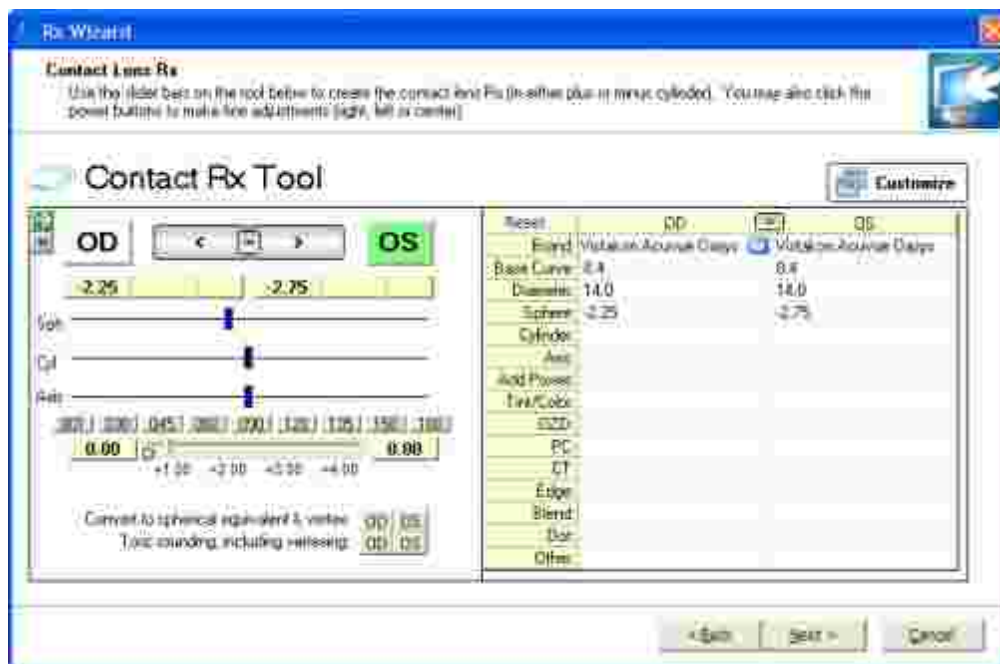 Rx Wizard
Contact Lens Rx
Use the slider bars on the tool below to create the contact lens Rx (in either plus or minus cylinder). You may also click the
power buttons to make fine adjustments (right, left or center)
Contact Rx Tool
Customize
OD < > OS
-2.25 -2.75
Sph
Cyl
Axis
.045 .090
0.00 0.00
+1.00 +2.00 +3.00 +4.00
Convert to spherical equivalent & vertex OD OS
Toric rounding, including vertexing OD OS
Reset OD OS
Brand Vistakon Acuvue Oasys Vistakon Acuvue Oasys
Base Curve 8.4 8.4
Diameter 14.0 14.0
Sphere -2.25 -2.75
Cylinder
Axis
Add Power
Tint/Color
OZD
PC
CT
Edge
Blend
Dot
Other
< Back Next > Cancel